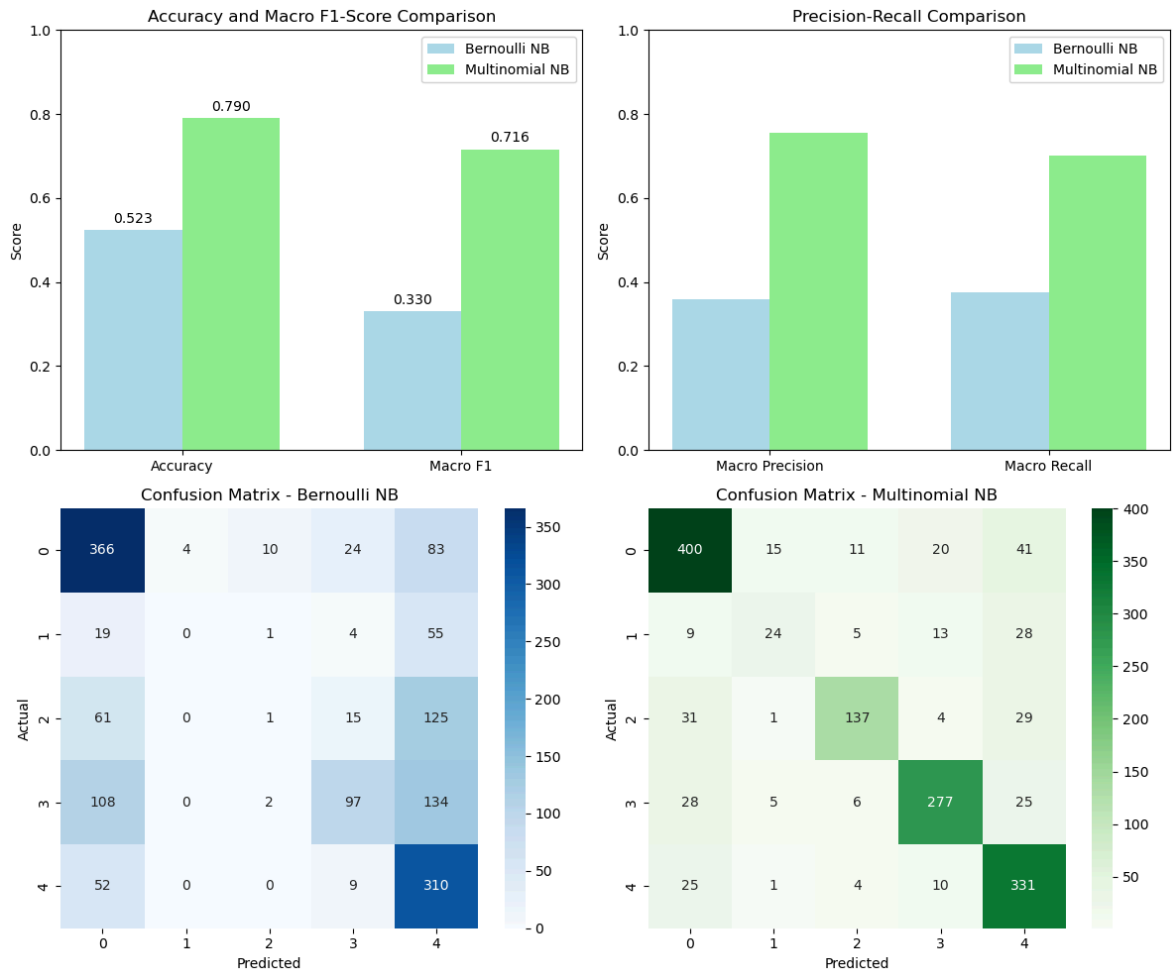 Accuracy and Macro F1-Score Comparison
Bernoulli NB
Multinomial NB
1.0
0.8
0.6
0.4
0.2
0.0
Score
0.523
0.790
0.330
0.716
Accuracy
Macro F1
Precision-Recall Comparison
Bernoulli NB
Multinomial NB
1.0
0.8
0.6
0.4
0.2
0.0
Score
Macro Precision
Macro Recall
Confusion Matrix - Bernoulli NB
0 366 4 10 24 83
1 19 0 1 4 55
2 61 0 1 15 125
3 108 0 2 97 134
4 52 0 0 9 310
0 1 2 3 4
Actual
Predicted
350
300
250
200
150
100
50
0
Confusion Matrix - Multinomial NB
0 400 15 11 20 41
1 9 24 5 13 28
2 31 1 137 4 29
3 28 5 6 277 25
4 25 1 4 10 331
0 1 2 3 4
Actual
Predicted
400
350
300
250
200
150
100
50